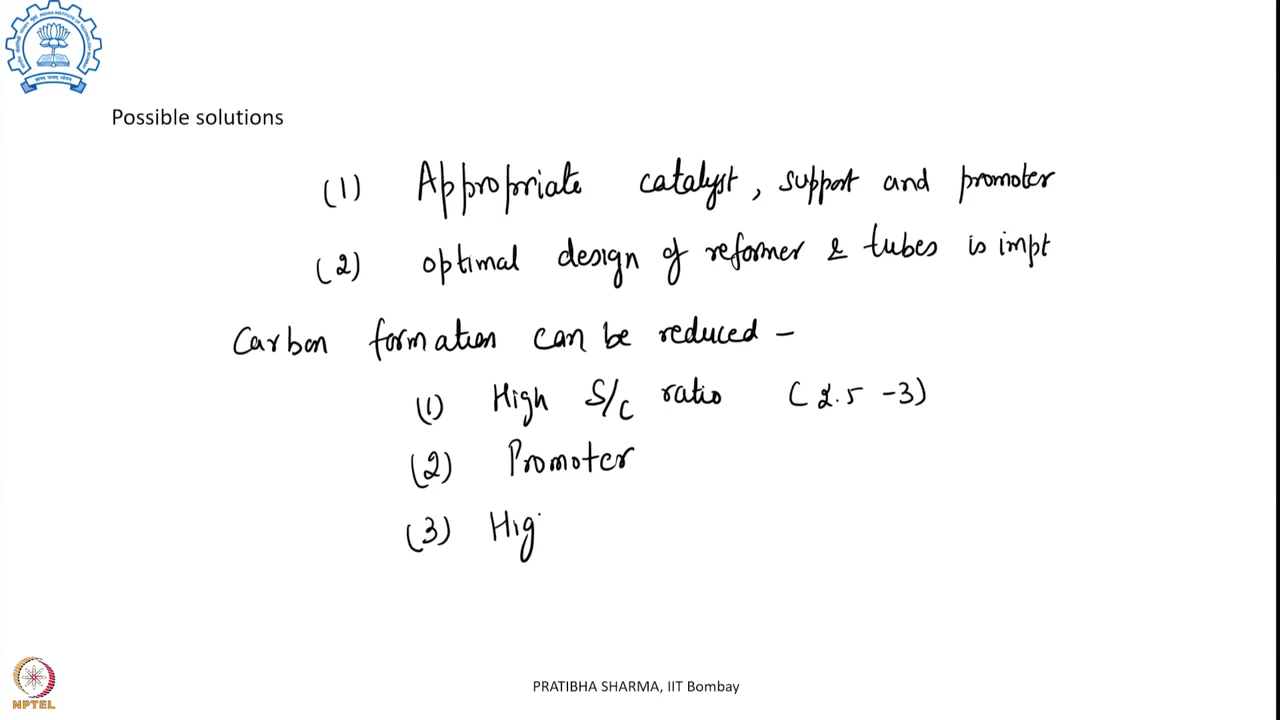 Possible solutions
(1) Appropriate catalyst, support and promoter
(2) optimal design of reformer & tubes is impt
Carbon formation can be reduced -
(1) High S/C ratio (2.5 - 3)
(2) Promoter
(3) Hig
NPTEL
PRATIBHA SHARMA, IIT Bombay